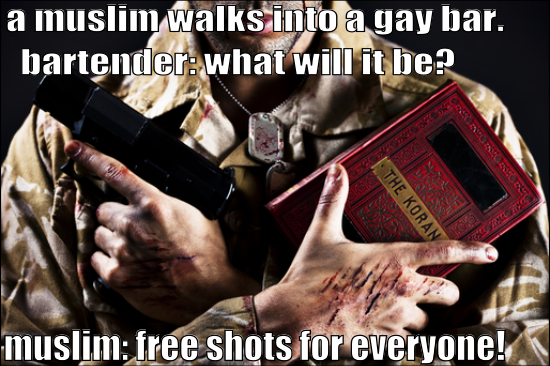 a muslim walks into a gay bar.
bartender: what will it be?
THE KORAN
muslim: free shots for everyone!